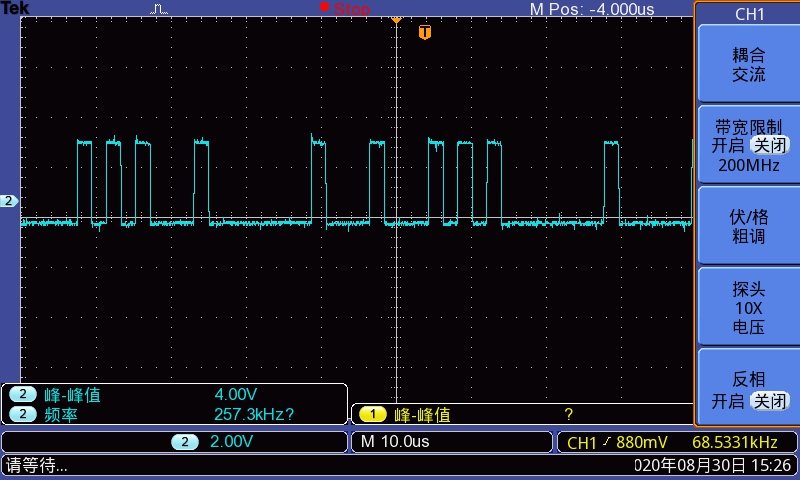 Tek
Stop
M Pos: -4.000us
CH1
T
耦合
交流
带宽限制
开启 关闭
200MHz
2
伏/格
粗调
探头
10X
电压
反相
开启 关闭
2 峰-峰值 4.00V
2 频率 257.3kHz?
1 峰-峰值 ?
2 2.00V
M 10.0us
CH1 880mV 68.5331kHz
请等待...
020年08月30日 15:26